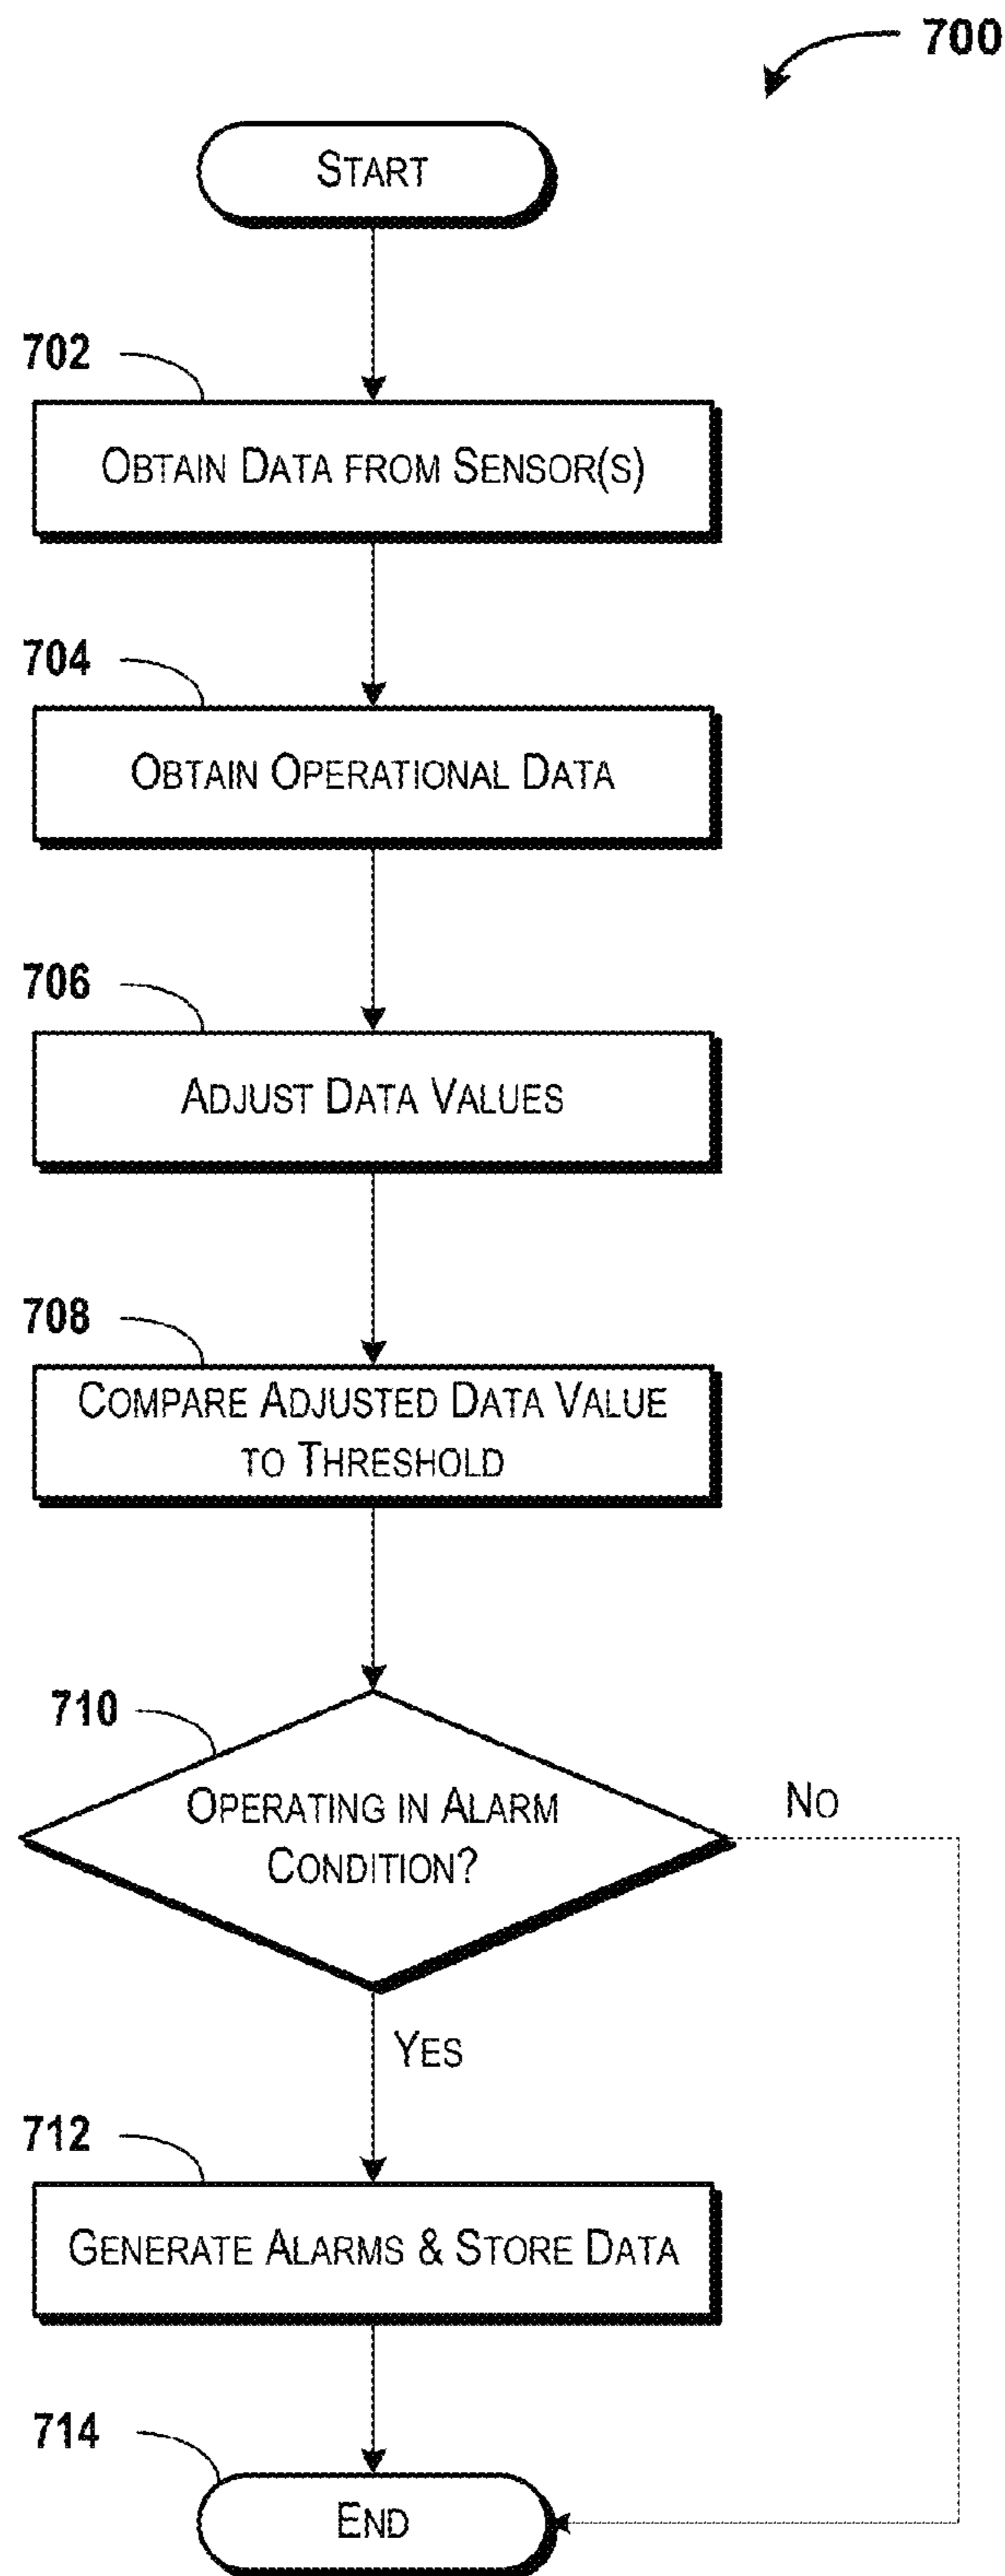 700
START
702
OBTAIN DATA FROM SENSOR(S)
704
OBTAIN OPERATIONAL DATA
706
ADJUST DATA VALUES
708
COMPARE ADJUSTED DATA VALUE
TO THRESHOLD
710
OPERATING IN ALARM
CONDITION?
NO
YES
712
GENERATE ALARMS & STORE DATA
714
END